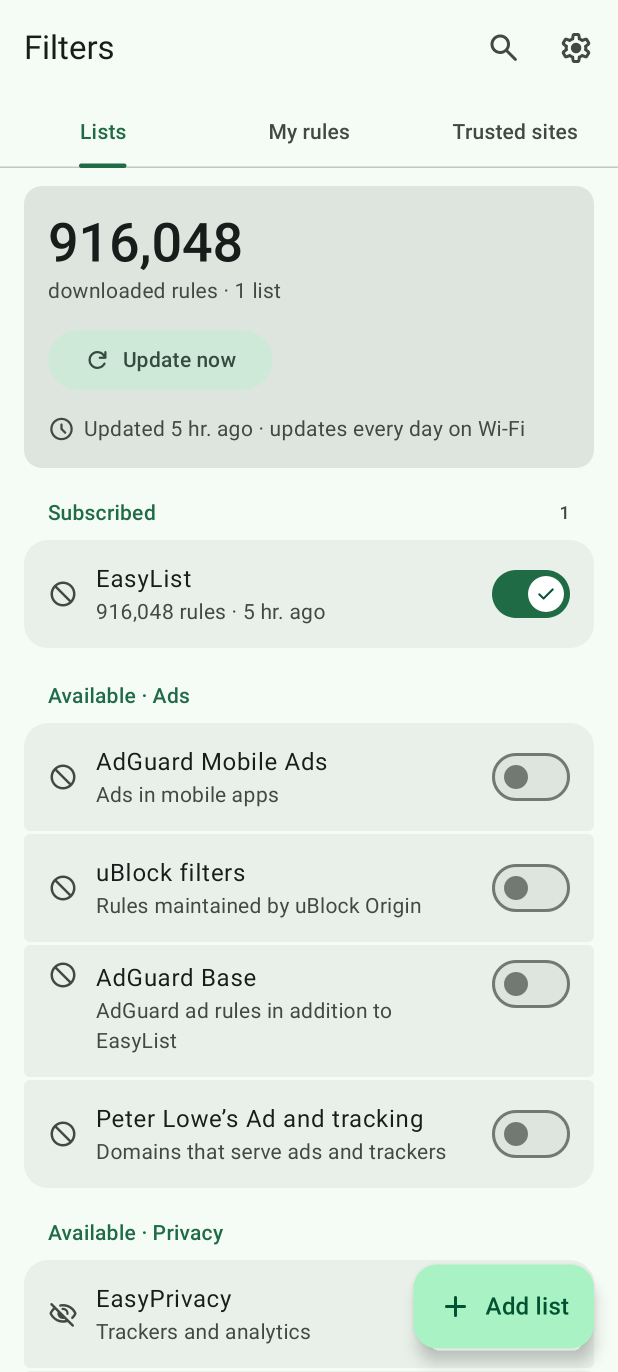 Filters
Lists
My rules
Trusted sites
916,048
downloaded rules · 1 list
Update now
Updated 5 hr. ago · updates every day on Wi-Fi
Subscribed
1
EasyList
916,048 rules · 5 hr. ago
Available · Ads
AdGuard Mobile Ads
Ads in mobile apps
uBlock filters
Rules maintained by uBlock Origin
AdGuard Base
AdGuard ad rules in addition to
EasyList
Peter Lowe’s Ad and tracking
Domains that serve ads and trackers
Available · Privacy
EasyPrivacy
Trackers and analytics
Add list